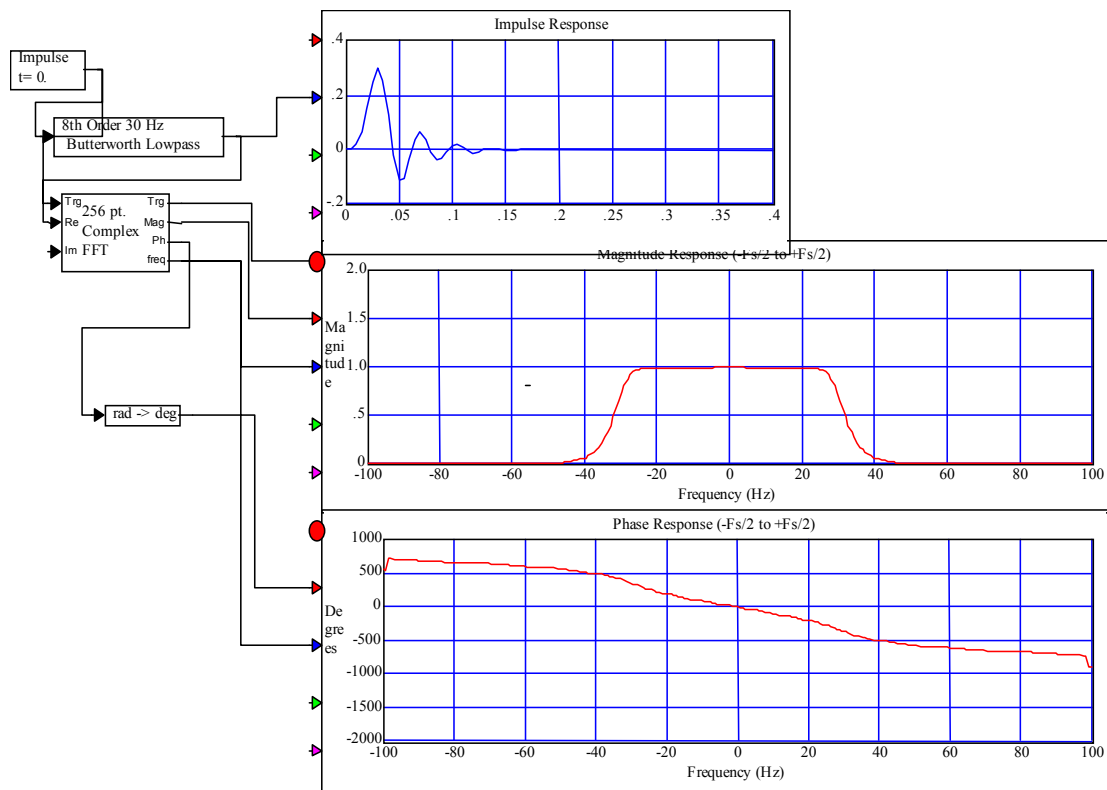 Impulse
t= 0.
8th Order 30 Hz
Butterworth Lowpass
Trg
Re
Im
256 pt.
Complex
FFT
Trg
Mag
Ph
freq
rad -> deg
Impulse Response
.4
.2
0
-.2
0 .05 .1 .15 .2 .25 .3 .35 .4
Magnitude Response (-Fs/2 to +Fs/2)
Ma
gni
tud
e
2.0
1.5
1.0
.5
0
-100 -80 -60 -40 -20 0 20 40 60 80 100
Frequency (Hz)
Phase Response (-Fs/2 to +Fs/2)
De
gre
es
1000
500
0
-500
-1000
-1500
-2000
-100 -80 -60 -40 -20 0 20 40 60 80 100
Frequency (Hz)